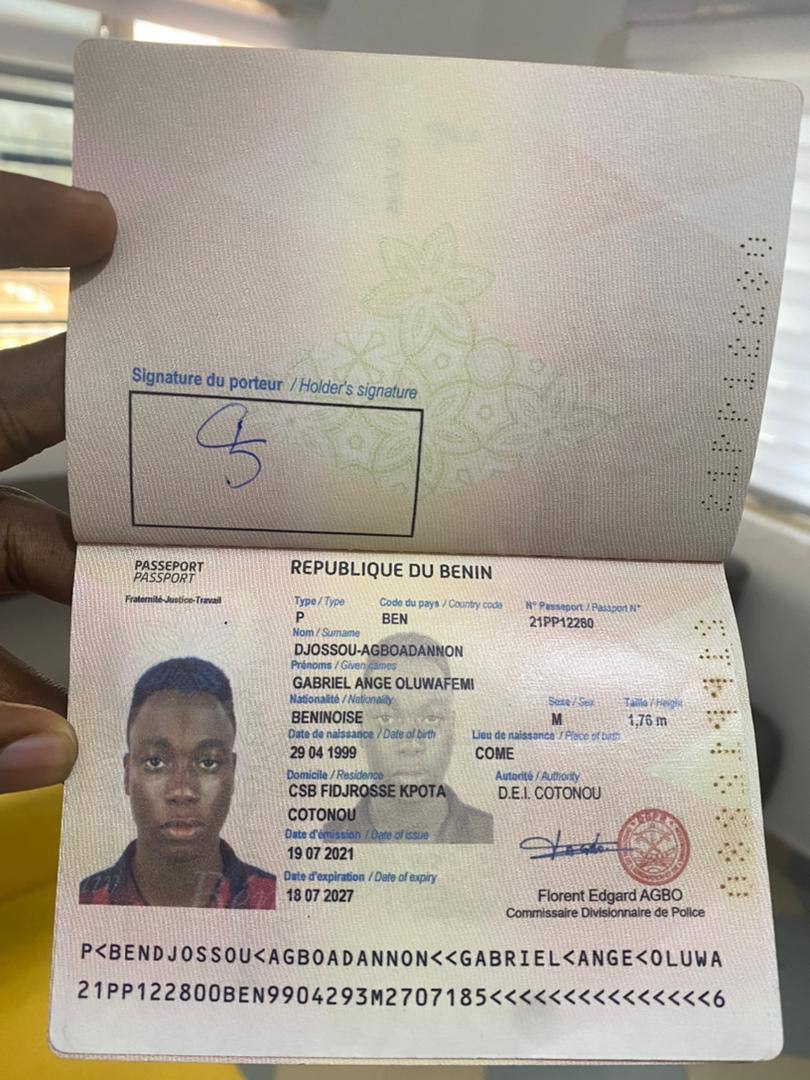 21PP12280
Signature du porteur / Holder's signature
PASSEPORT
PASSPORT
Fraternité-Justice-Travail
REPUBLIQUE DU BENIN
Type / Type Code du pays / Country code N° Passeport / Passport N°
P BEN 21PP12280
Nom / Surname
DJOSSOU-AGBOADANNON
Prénoms / Given names
GABRIEL ANGE OLUWAFEMI
Nationalité / Nationality Sexe / Sex Taille / Height
BENINOISE M 1,76 m
Date de naissance / Date of birth Lieu de naissance / Place of birth
29 04 1999 COME
Domicile / Residence Autorité / Authority
CSB FIDJROSSE KPOTA D.E.I. COTONOU
COTONOU
Date d'émission / Date of issue
19 07 2021
Date d'expiration / Date of expiry
18 07 2027
Florent Edgard AGBO
Commissaire Divisionnaire de Police
P<BENDJOSSOU<AGBOADANNON<<GABRIEL<ANGE<OLUWA
21PP122800BEN9904293M2707185<<<<<<<<<<<<<<<6